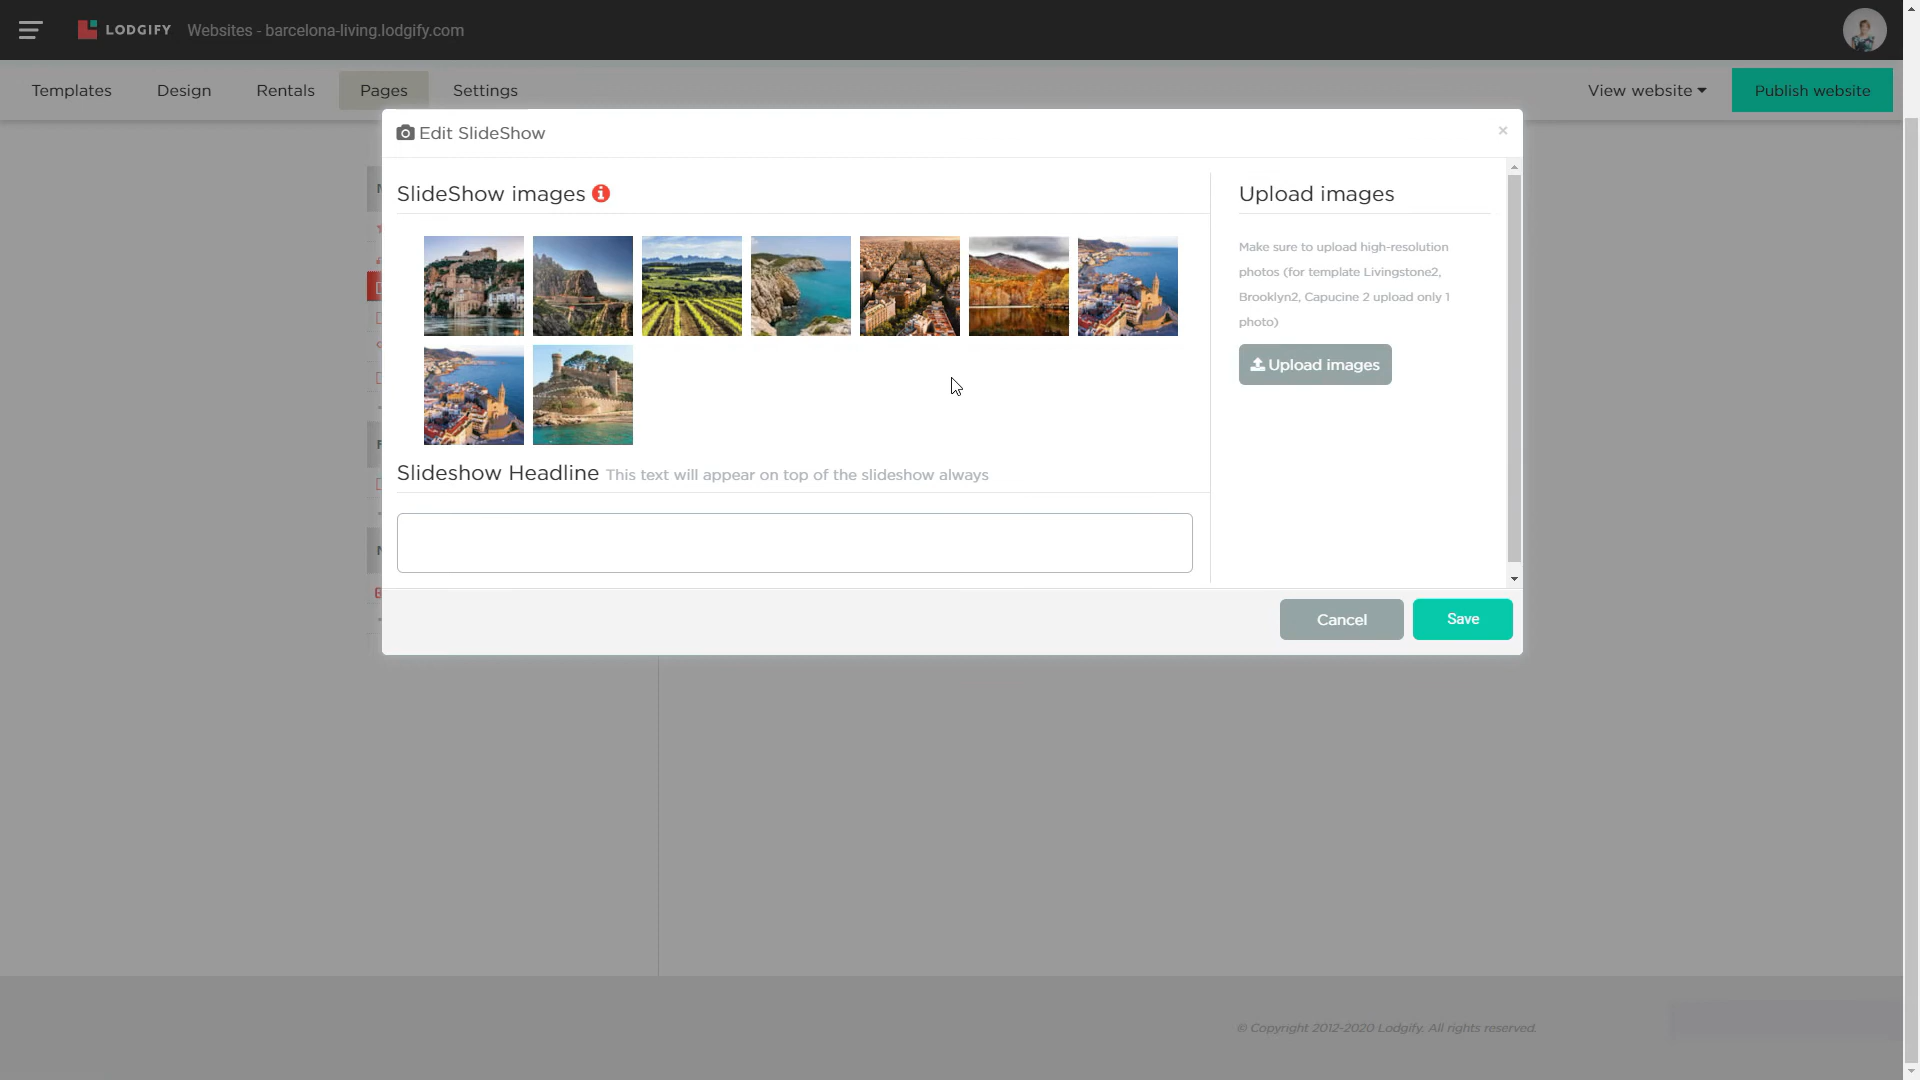 LODGIFY Websites - barcelona-living.lodgify.com
Templates Design Rentals Pages Settings View website Publish website
Edit SlideShow ×
SlideShow images
Upload images
Make sure to upload high-resolution
photos (for template Livingstone2,
Brooklyn2, Capucine 2 upload only 1
photo)
Upload images
Slideshow Headline This text will appear on top of the slideshow always
Cancel Save
© Copyright 2012-2020 Lodgify. All rights reserved.